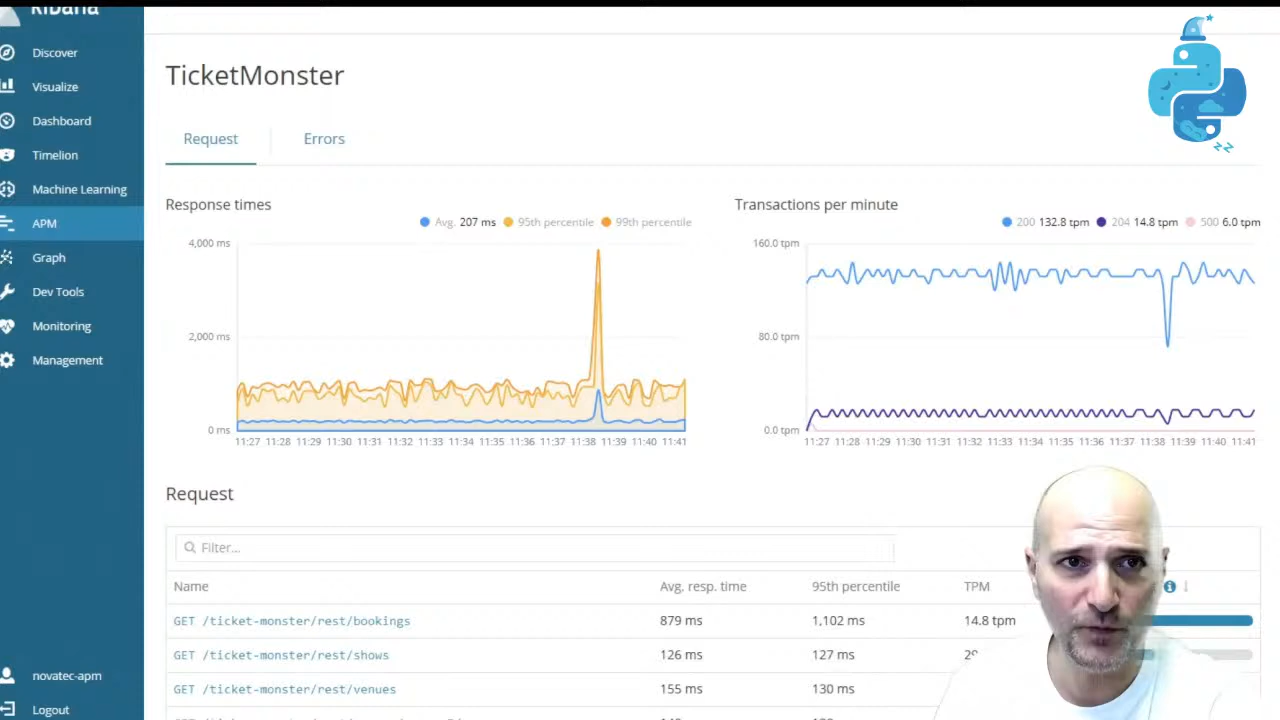 kibana
Discover
Visualize
Dashboard
Timelion
Machine Learning
APM
Graph
Dev Tools
Monitoring
Management
novatec-apm
Logout
TicketMonster
Request Errors
Response times
Avg. 207 ms 95th percentile 99th percentile
4,000 ms
2,000 ms
0 ms
11:27 11:28 11:29 11:30 11:31 11:32 11:33 11:34 11:35 11:36 11:37 11:38 11:39 11:40 11:41
Transactions per minute
200 132.8 tpm 204 14.8 tpm 500 6.0 tpm
160.0 tpm
80.0 tpm
0.0 tpm
11:27 11:28 11:29 11:30 11:31 11:32 11:33 11:34 11:35 11:36 11:37 11:38 11:39 11:40 11:41
zz
Request
Filter...
Name Avg. resp. time 95th percentile TPM
GET /ticket-monster/rest/bookings 879 ms 1,102 ms 14.8 tpm
GET /ticket-monster/rest/shows 126 ms 127 ms
GET /ticket-monster/rest/venues 155 ms 130 ms